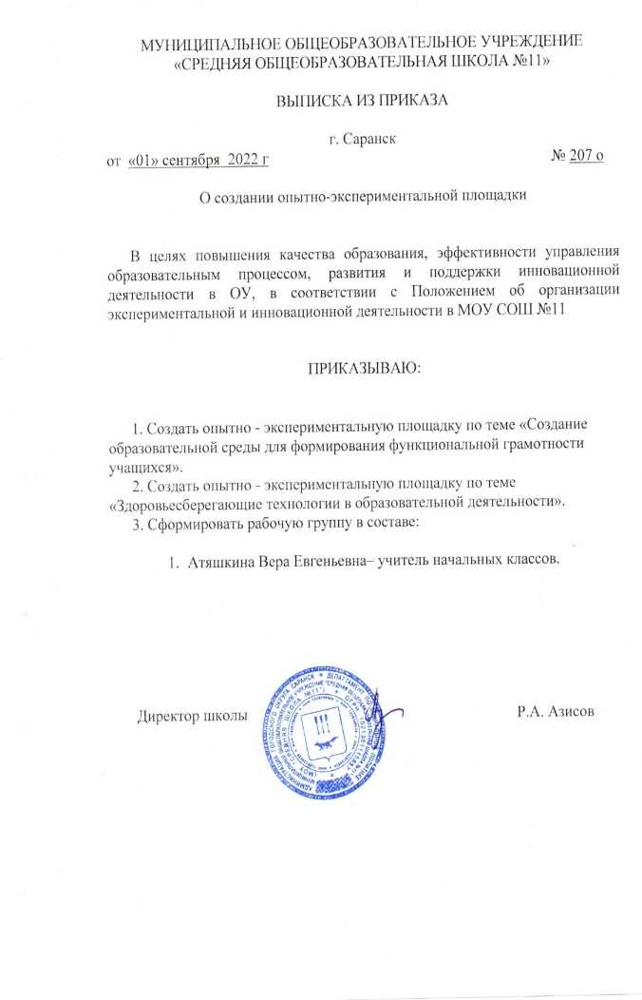 МУНИЦИПАЛЬНОЕ ОБЩЕОБРАЗОВАТЕЛЬНОЕ УЧРЕЖДЕНИЕ
«СРЕДНЯЯ ОБЩЕОБРАЗОВАТЕЛЬНАЯ ШКОЛА №11»
ВЫПИСКА ИЗ ПРИКАЗА
г. Саранск
от «01» сентября 2022 г № 207 о
О создании опытно-экспериментальной площадки
В целях повышения качества образования, эффективности управления
образовательным процессом, развития и поддержки инновационной
деятельности в ОУ, в соответствии с Положением об организации
экспериментальной и инновационной деятельности в МОУ СОШ №11
ПРИКАЗЫВАЮ:
1. Создать опытно - экспериментальную площадку по теме «Создание
образовательной среды для формирования функциональной грамотности
учащихся».
2. Создать опытно - экспериментальную площадку по теме
«Здоровьесберегающие технологии в образовательной деятельности».
3. Сформировать рабочую группу в составе:
1. Атяшкина Вера Евгеньевна– учитель начальных классов.
Директор школы Р.А. Азисов